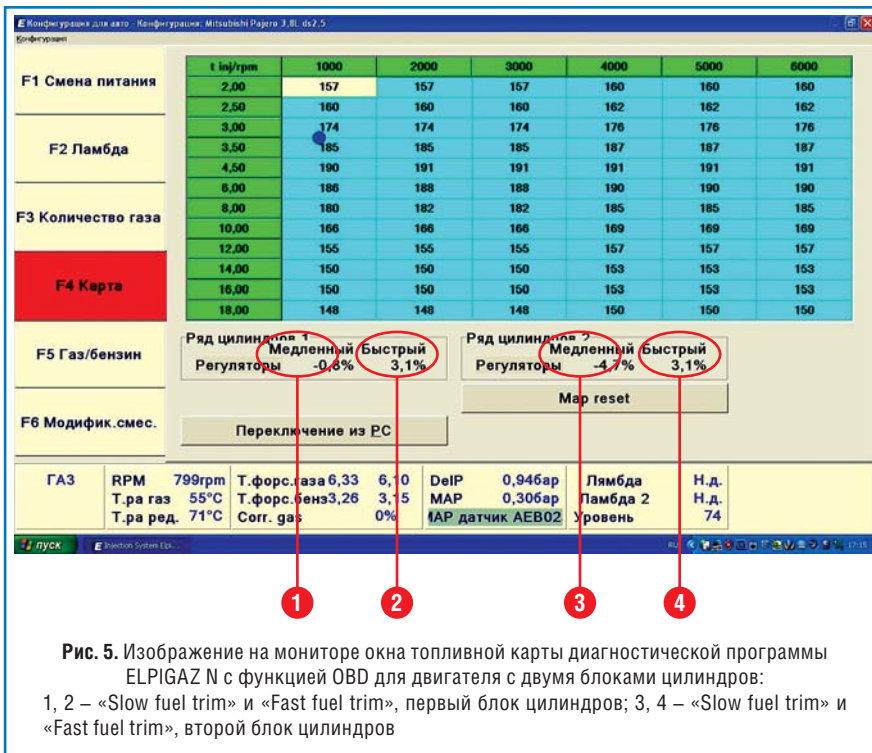 E Конфигурация для авто - Конфигурация: Mitsubishi Pajero 3,8L ds2,5
Конфигурация
F1 Смена питания
F2 Ламбда
F3 Количество газа
F4 Карта
F5 Газ/бензин
F6 Модифик.смес.
t inj/rpm 1000 2000 3000 4000 5000 6000
2,00 157 157 157 160 160 160
2,50 160 160 160 162 162 162
3,00 174 174 174 176 176 176
3,50 185 185 185 187 187 187
4,50 190 191 191 191 191 191
6,00 186 188 188 190 190 190
8,00 180 182 182 185 185 185
10,00 166 166 166 169 169 169
12,00 155 155 155 157 157 157
14,00 150 150 150 153 153 153
16,00 150 150 150 153 153 153
18,00 148 148 148 150 150 150
Ряд цилиндров 1
Медленный Быстрый
Регуляторы -0,8% 3,1%
Ряд цилиндров 2
Медленный Быстрый
Регуляторы -4,7% 3,1%
Map reset
Переключение из PC
ГАЗ RPM 799rpm Т.форс.газа 6,33 6,10 DelP 0,94бар Лямбда Н.д.
Т.ра газ 55°C Т.форс.бенз3,26 3,15 MAP 0,30бар Ламбда 2 Н.д.
Т.ра ред. 71°C Corr. gas 0% MAP датчик AEB02 Уровень 74
пуск E Injection System Elpi... RU 17:15
1 2 3 4
Рис. 5. Изображение на мониторе окна топливной карты диагностической программы
ELPIGAZ N с функцией OBD для двигателя с двумя блоками цилиндров:
1, 2 – «Slow fuel trim» и «Fast fuel trim», первый блок цилиндров; 3, 4 – «Slow fuel trim» и
«Fast fuel trim», второй блок цилиндров